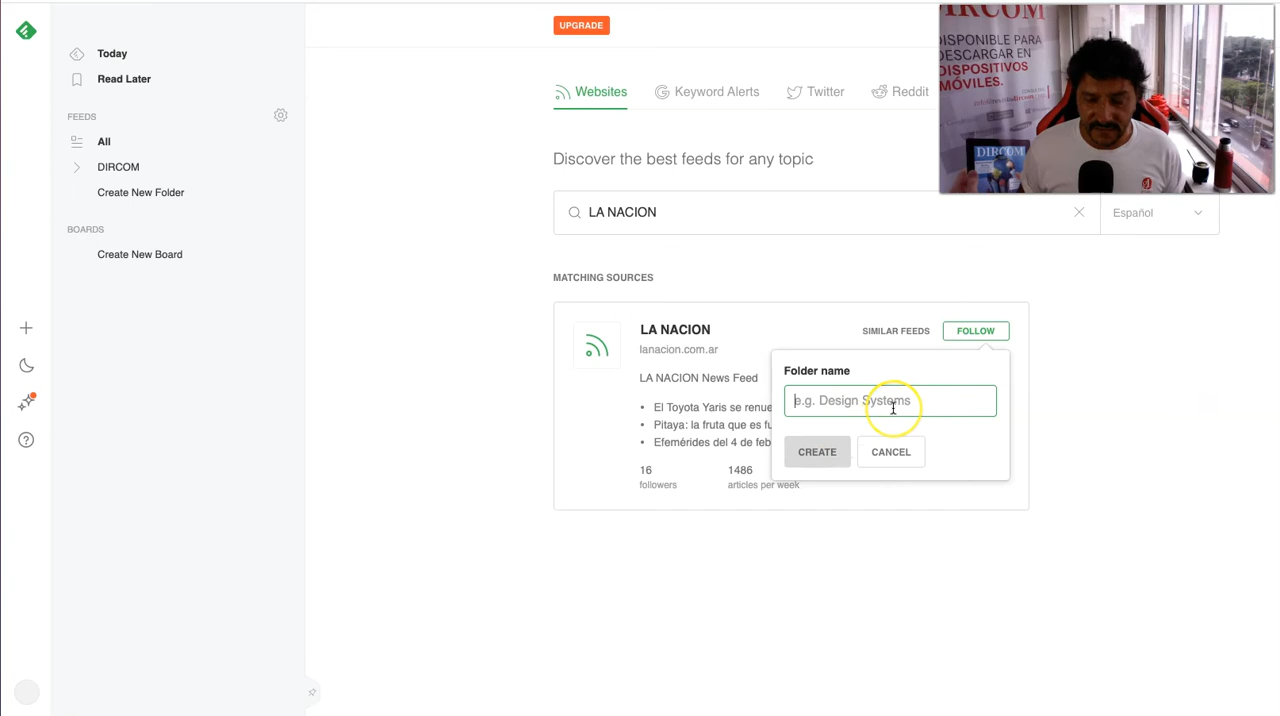 UPGRADE
Today
Read Later
FEEDS
All
DIRCOM
Create New Folder
BOARDS
Create New Board
Websites
Keyword Alerts
Twitter
Reddit
Discover the best feeds for any topic
LA NACION
Español
MATCHING SOURCES
LA NACION
SIMILAR FEEDS
FOLLOW
lanacion.com.ar
LA NACION News Feed
• El Toyota Yaris se renue
• Pitaya: la fruta que es fu
• Efemérides del 4 de feb
16
followers
1486
articles per week
Folder name
e.g. Design Systems
CREATE
CANCEL
DIRCOM
DISPONIBLE PARA
DESCARGAR EN
DISPOSITIVOS
MÓVILES.
DIRCOM